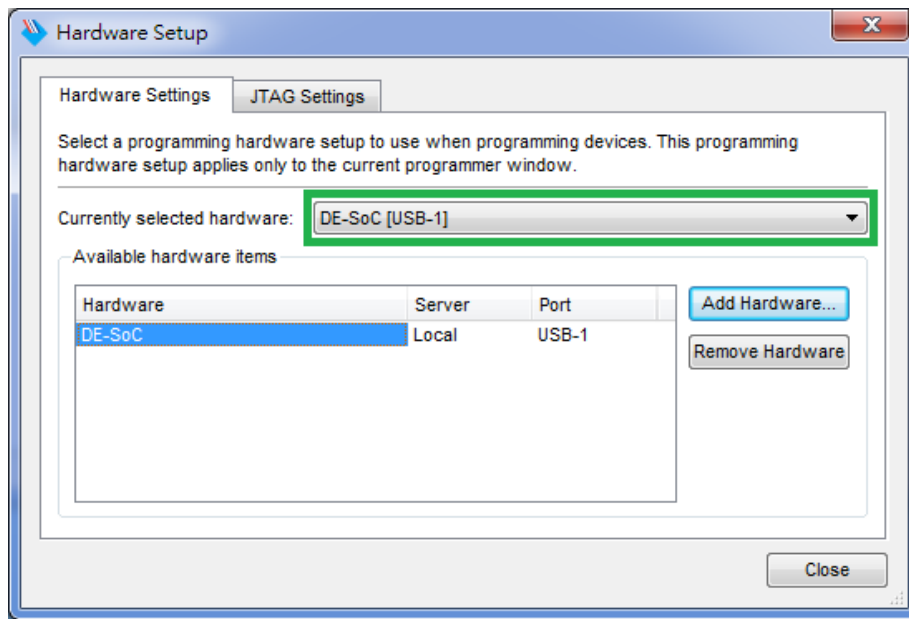 Hardware Setup
Hardware Settings
JTAG Settings
Select a programming hardware setup to use when programming devices. This programming
hardware setup applies only to the current programmer window.
Currently selected hardware:
DE-SoC [USB-1]
Available hardware items
Hardware Server Port
DE-SoC Local USB-1
Add Hardware...
Remove Hardware
Close